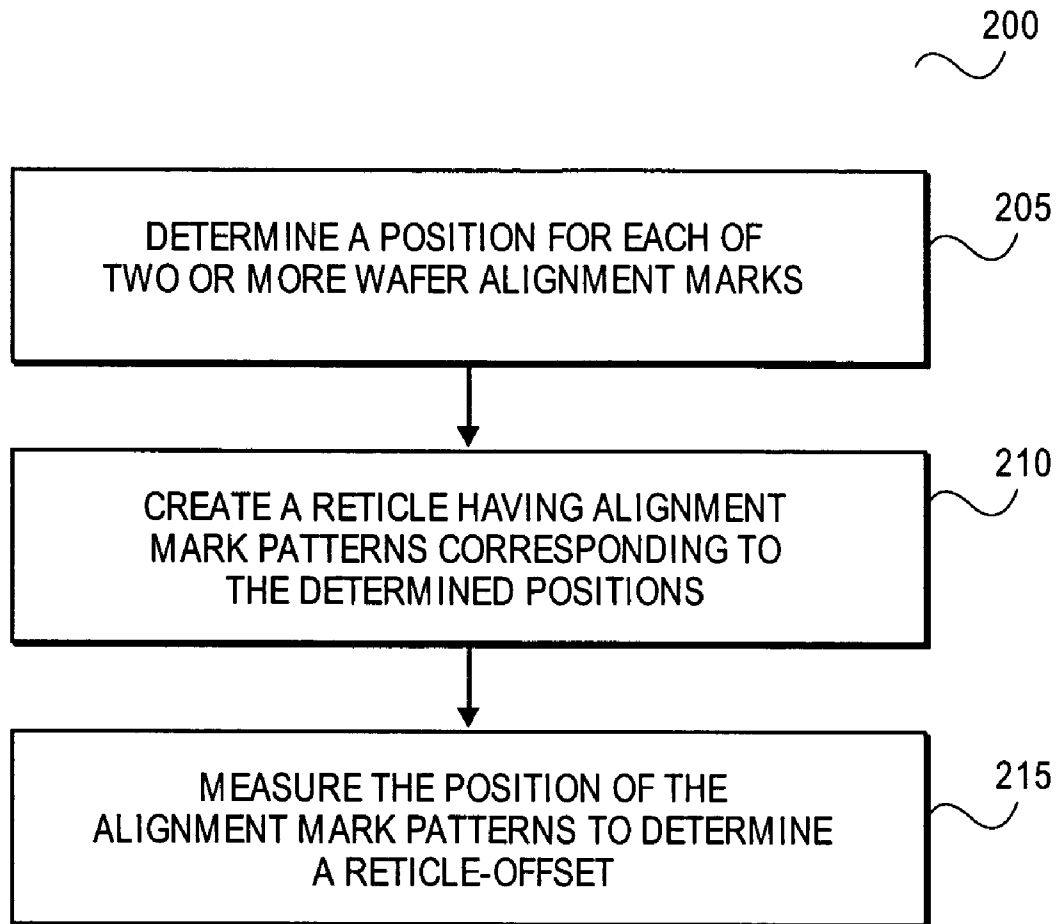 200
205
DETERMINE A POSITION FOR EACH OF
TWO OR MORE WAFER ALIGNMENT MARKS
210
CREATE A RETICLE HAVING ALIGNMENT
MARK PATTERNS CORRESPONDING TO
THE DETERMINED POSITIONS
215
MEASURE THE POSITION OF THE
ALIGNMENT MARK PATTERNS TO DETERMINE
A RETICLE-OFFSET